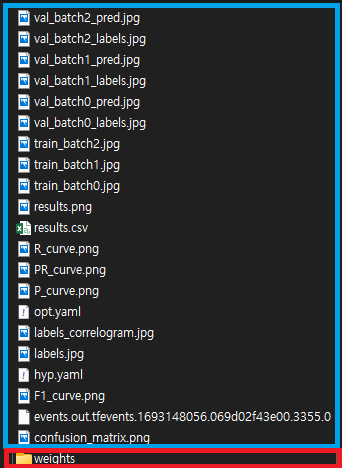 val_batch2_pred.jpg
val_batch2_labels.jpg
val_batch1_pred.jpg
val_batch1_labels.jpg
val_batch0_pred.jpg
val_batch0_labels.jpg
train_batch2.jpg
train_batch1.jpg
train_batch0.jpg
results.png
results.csv
R_curve.png
PR_curve.png
P_curve.png
opt.yaml
labels_correlogram.jpg
labels.jpg
hyp.yaml
F1_curve.png
events.out.tfevents.1693148056.069d02f43e00.3355.0
confusion_matrix.png
weights